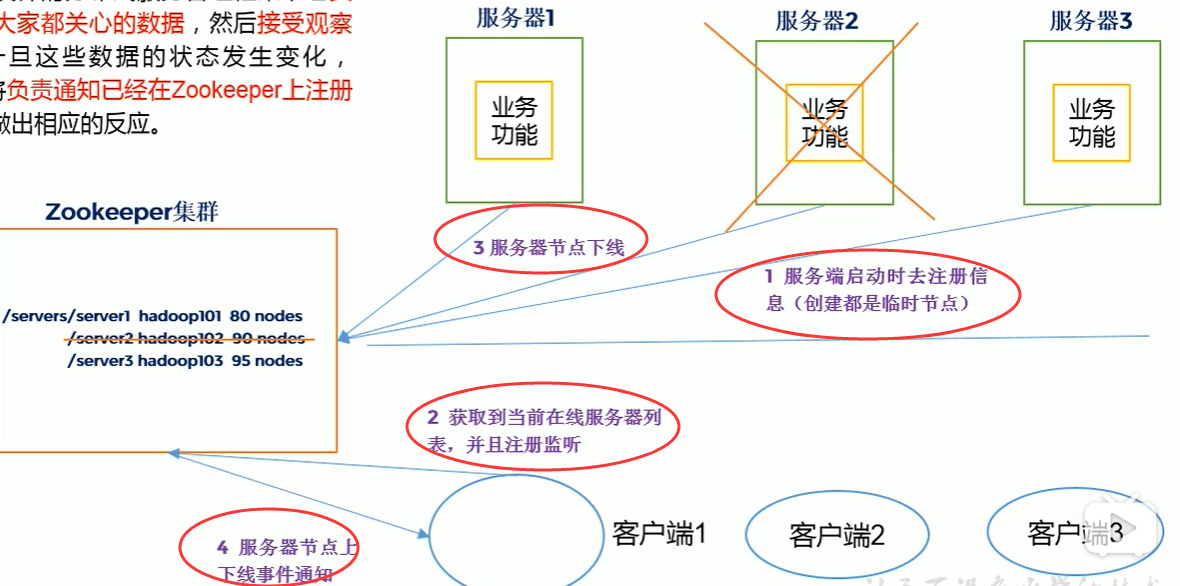 大家都关心的数据，然后接受观察
一旦这些数据的状态发生变化，
将负责通知已经在Zookeeper上注册
做出相应的反应。
服务器1
服务器2
服务器3
业务
功能
业务
功能
业务
功能
Zookeeper集群
3 服务器节点下线
1 服务端启动时去注册信
息（创建都是临时节点）
/servers/server1 hadoop101 80 nodes
/server2 hadoop102 90 nodes
/server3 hadoop103 95 nodes
2 获取到当前在线服务器列
表，并且注册监听
客户端1
客户端2
客户端3
4 服务器节点上
下线事件通知